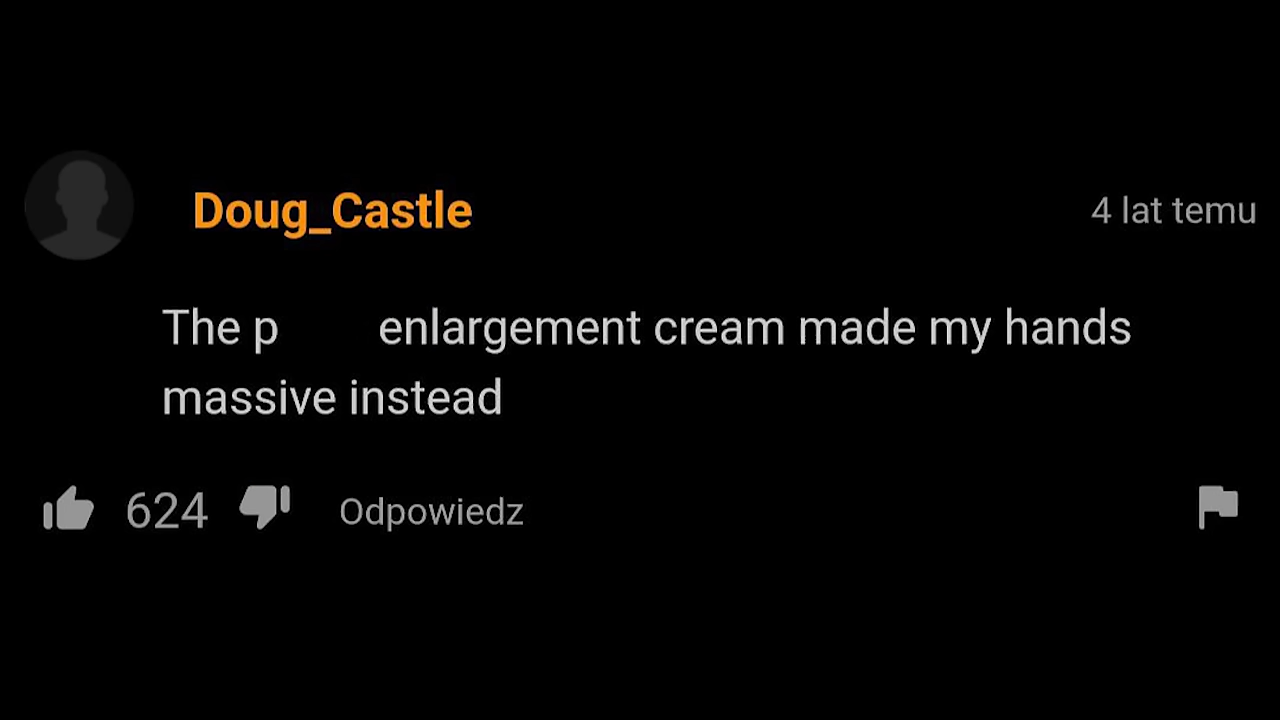 Doug_Castle
4 lat temu
The p enlargement cream made my hands
massive instead
624
Odpowiedz